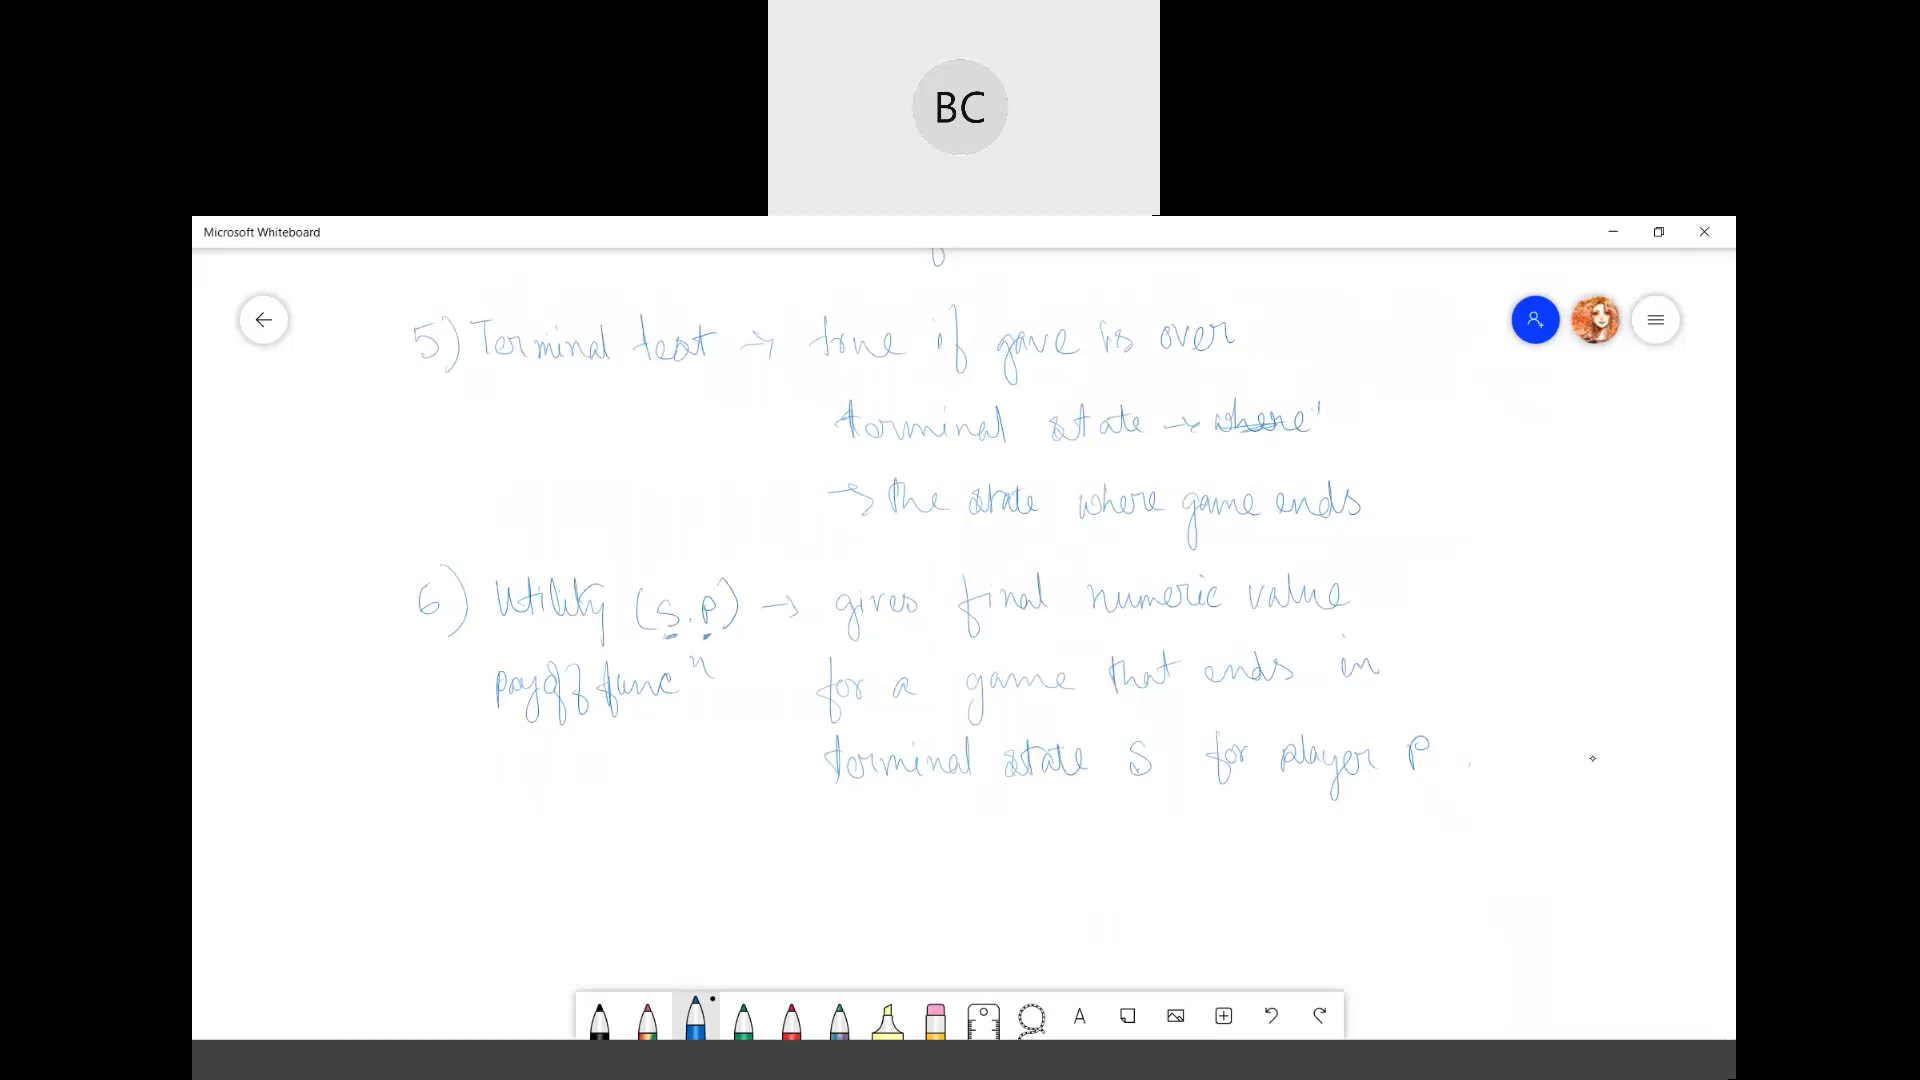 BC
Microsoft Whiteboard
5) Terminal test → true if game is over
terminal state → where
→ the state where game ends
6) Utility (s, p) → gives final numeric value
payoff funcⁿ for a game that ends in
terminal state S for player P.
A